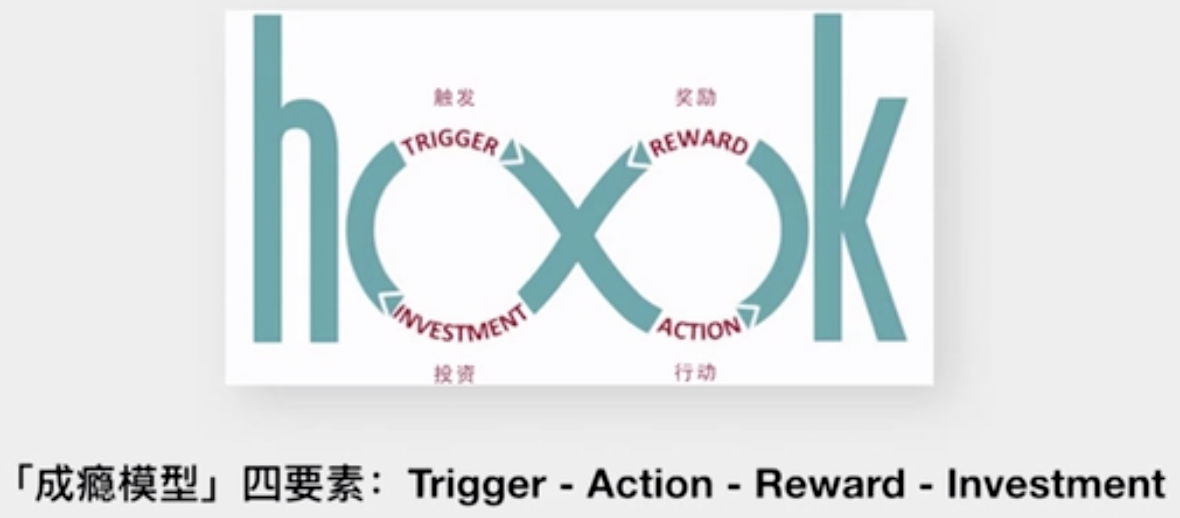 hook
触发 奖励
TRIGGER REWARD
INVESTMENT ACTION
投资 行动
「成瘾模型」四要素：Trigger - Action - Reward - Investment